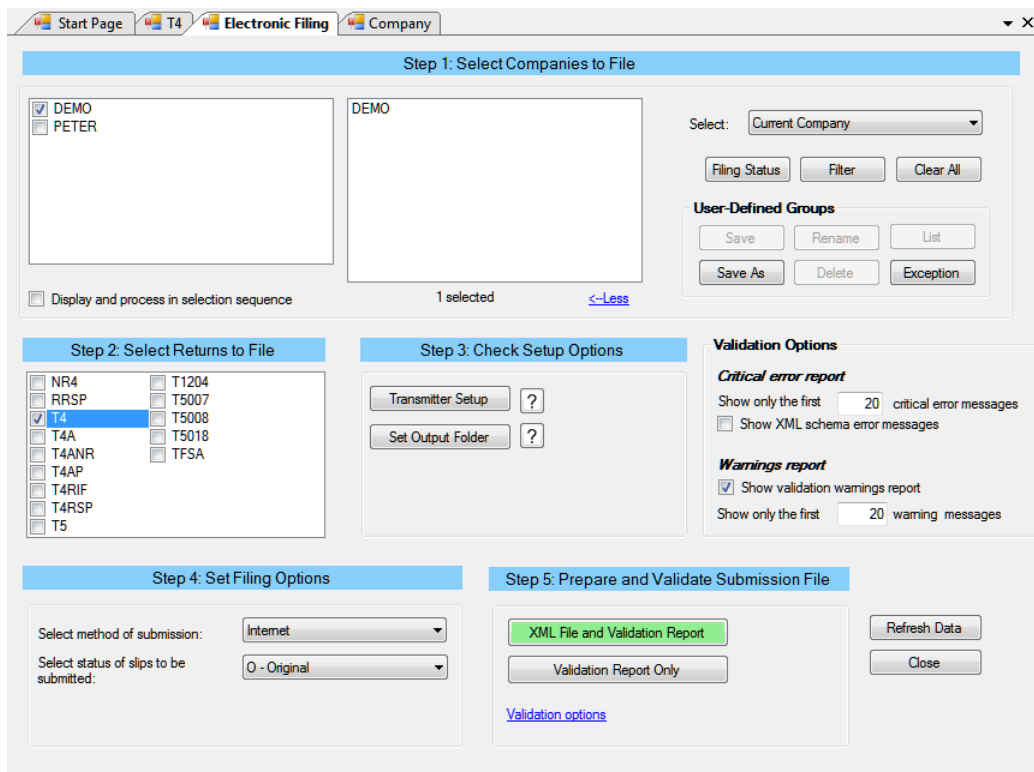 Start Page T4 Electronic Filing Company
Step 1: Select Companies to File
DEMO
PETER
DEMO
Select: Current Company
Filing Status Filter Clear All
User-Defined Groups
Save Rename List
Save As Delete Exception
Display and process in selection sequence
1 selected
<--Less
Step 2: Select Returns to File
NR4
RRSP
T4
T4A
T4ANR
T4AP
T4RIF
T4RSP
T5
T1204
T5007
T5008
T5018
TFSA
Step 3: Check Setup Options
Transmitter Setup ?
Set Output Folder ?
Validation Options
Critical error report
Show only the first 20 critical error messages
Show XML schema error messages
Warnings report
Show validation warnings report
Show only the first 20 warning messages
Step 4: Set Filing Options
Select method of submission: Internet
Select status of slips to be
submitted:
O - Original
Step 5: Prepare and Validate Submission File
XML File and Validation Report
Validation Report Only
Validation options
Refresh Data
Close